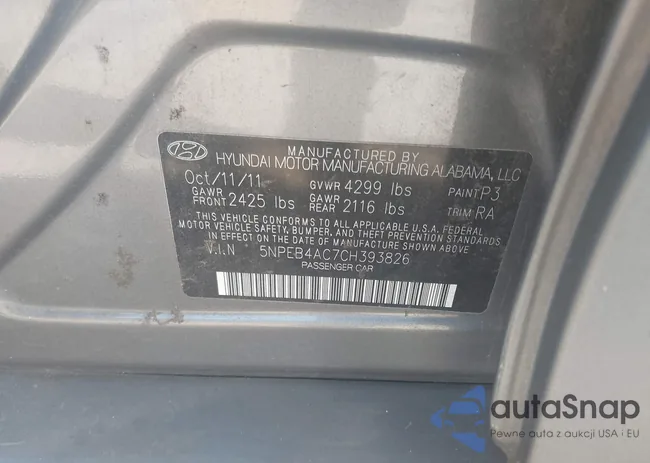 MANUFACTURED BY
HYUNDAI MOTOR MANUFACTURING ALABAMA, LLC
Oct/11/11 GVWR 4299 lbs PAINT P3
GAWR FRONT 2425 lbs GAWR REAR 2116 lbs TRIM RA
THIS VEHICLE CONFORMS TO ALL APPLICABLE U.S.A. FEDERAL
MOTOR VEHICLE SAFETY, BUMPER, AND THEFT PREVENTION
STANDARDS IN EFFECT ON THE DATE OF MANUFACTURE SHOWN ABOVE.
V.I.N 5NPEB4AC7CH393826
PASSENGER CAR
autaSnap
Pewne auta z aukcji USA i EU